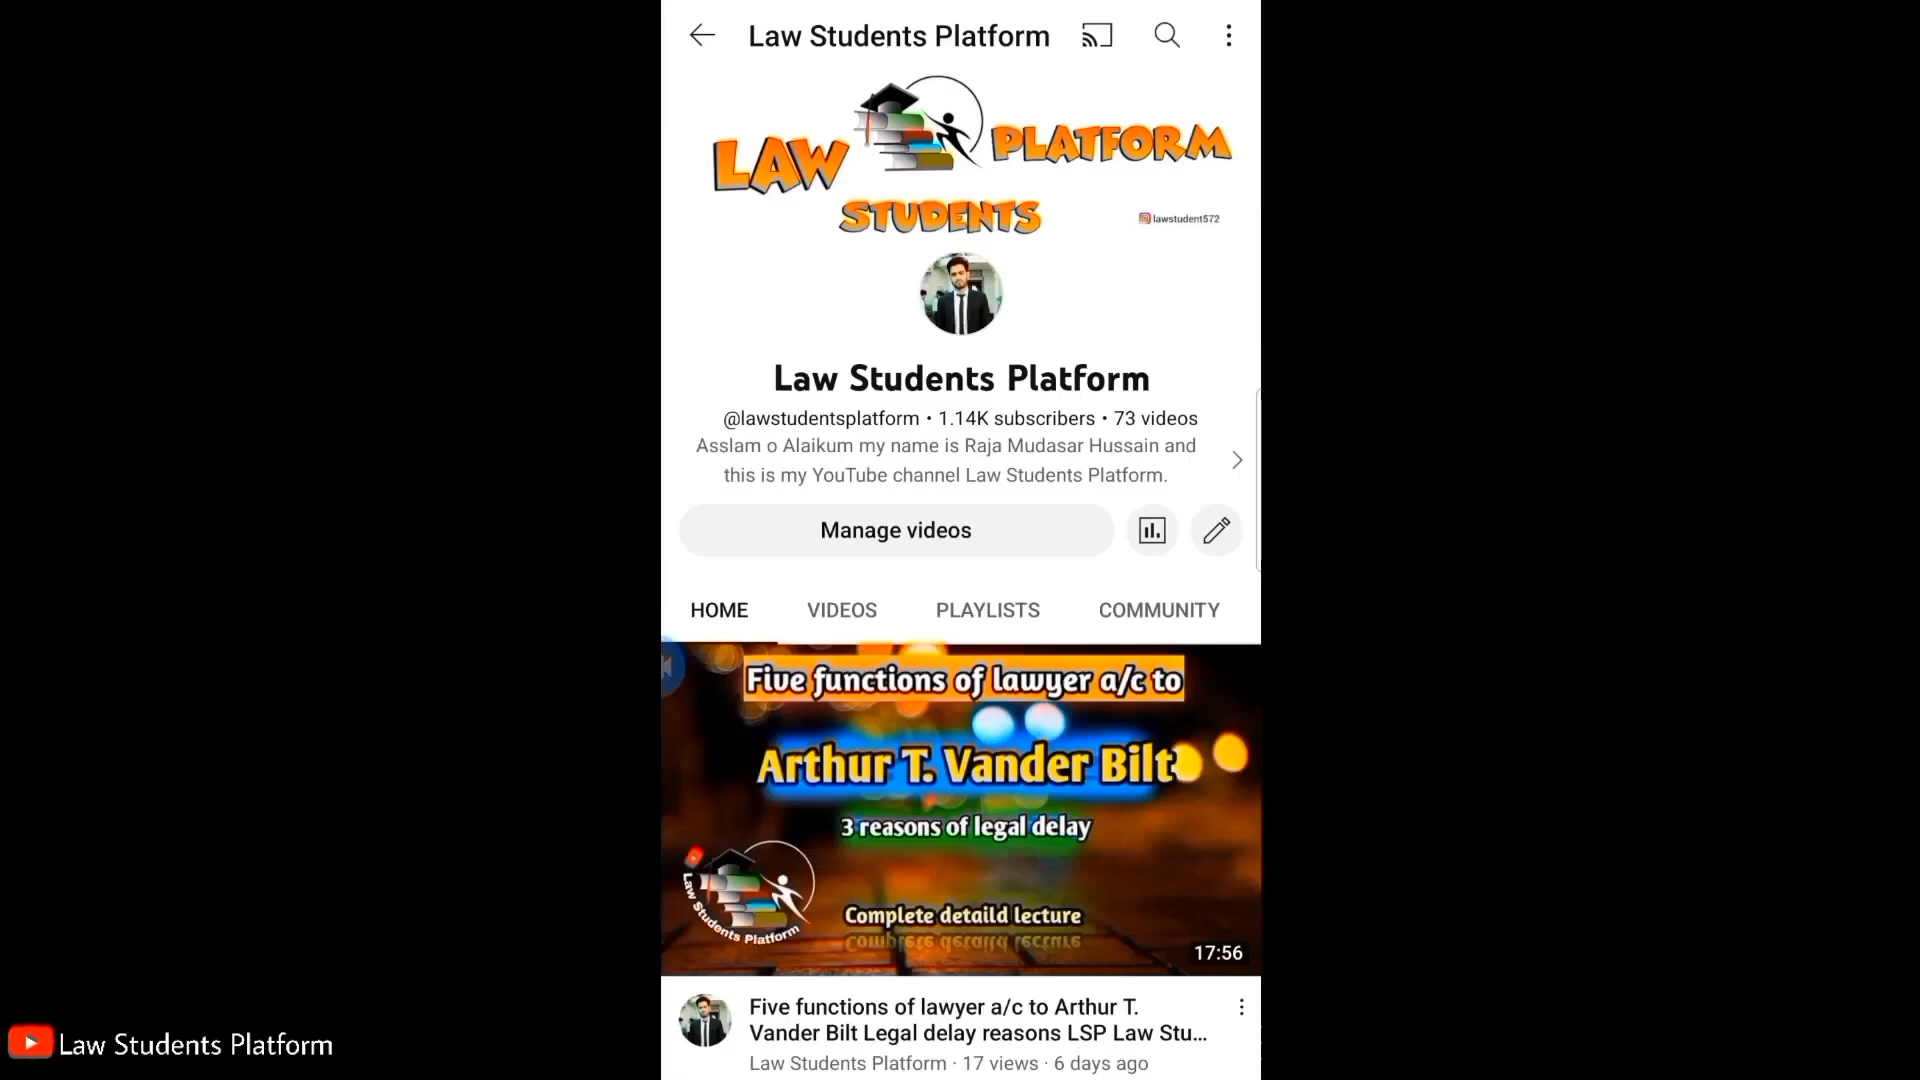 Law Students Platform
LAW PLATFORM
STUDENTS
lawstudent572
Law Students Platform
@lawstudentsplatform • 1.14K subscribers • 73 videos
Asslam o Alaikum my name is Raja Mudasar Hussain and
this is my YouTube channel Law Students Platform.
Manage videos
HOME VIDEOS PLAYLISTS COMMUNITY
Five functions of lawyer a/c to
Arthur T. Vander Bilt
3 reasons of legal delay
Law Students Platform
Complete detaild lecture
17:56
Five functions of lawyer a/c to Arthur T.
Vander Bilt Legal delay reasons LSP Law Stu...
Law Students Platform · 17 views · 6 days ago
Law Students Platform